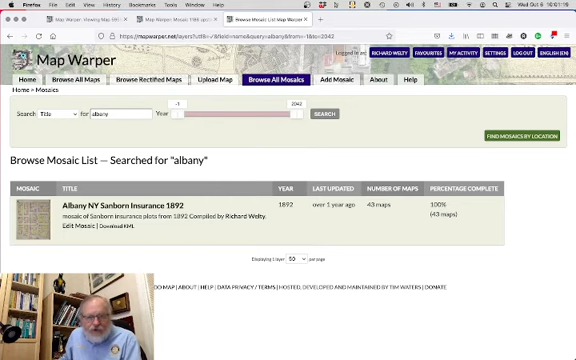 Firefox File Edit View History Bookmarks Tools Window Help
Wed Oct 6 10:01:19
Map Warper: Viewing Map
Map Warper: Mosaic
Browse Mosaic List Map Warper
https://mapwarper.net/layers?utf8=✓&field=name&query=albany&from=-1&to=2042
Map Warper
Logged in as:
RICHARD WELTY FAVOURITES MY ACTIVITY SETTINGS LOG OUT ENGLISH (EN)
Home Browse All Maps Browse Rectified Maps Upload Map Browse All Mosaics Add Mosaic About Help
Home » Mosaics
-1 2042
Search Title for albany Year SEARCH
FIND MOSAICS BY LOCATION
Browse Mosaic List — Searched for "albany"
MOSAIC TITLE YEAR LAST UPDATED NUMBER OF MAPS PERCENTAGE COMPLETE
Albany NY Sanborn Insurance 1892 1892 over 1 year ago 43 maps 100%
(43 maps)
mosaic of Sanborn insurance plots from 1892 Compiled by Richard Welty.
Edit Mosaic | Download KML
Displaying 1 layer 50 per page
ABOUT | HELP | DATA PRIVACY / TERMS | HOSTED, DEVELOPED AND MAINTAINED BY TIM WATERS | DONATE